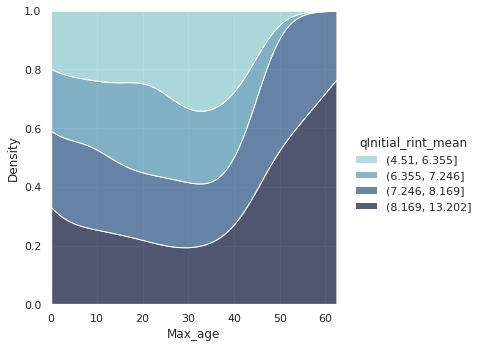 1.0
0.8
0.6
0.4
0.2
0.0
Density
0 10 20 30 40 50 60
Max_age
qInitial_rint_mean
(4.51, 6.355]
(6.355, 7.246]
(7.246, 8.169]
(8.169, 13.202]